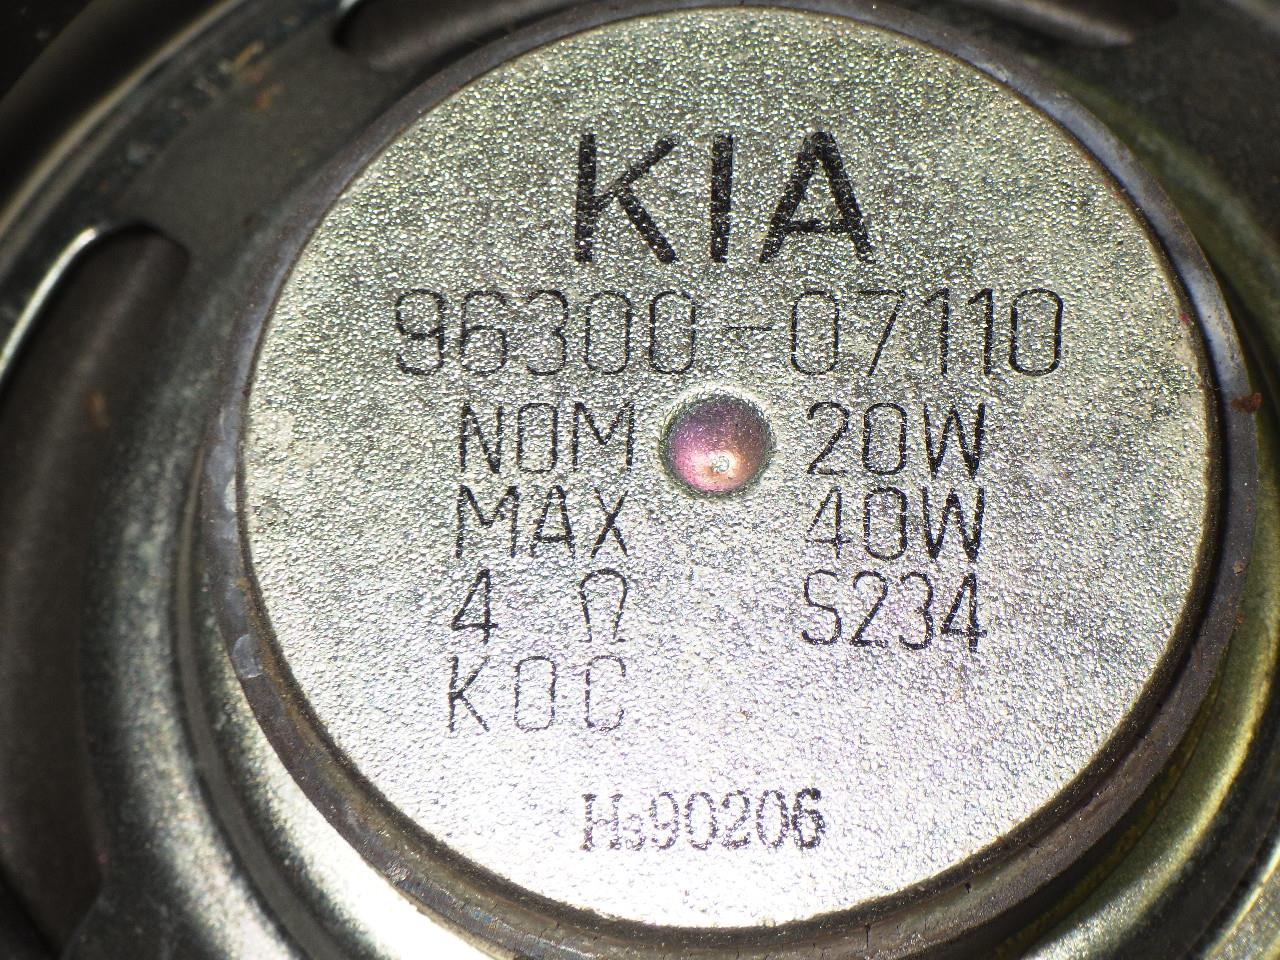 KIA
96300-07110
NOM 20W
MAX 40W
4 Ω S234
KOC
H390206